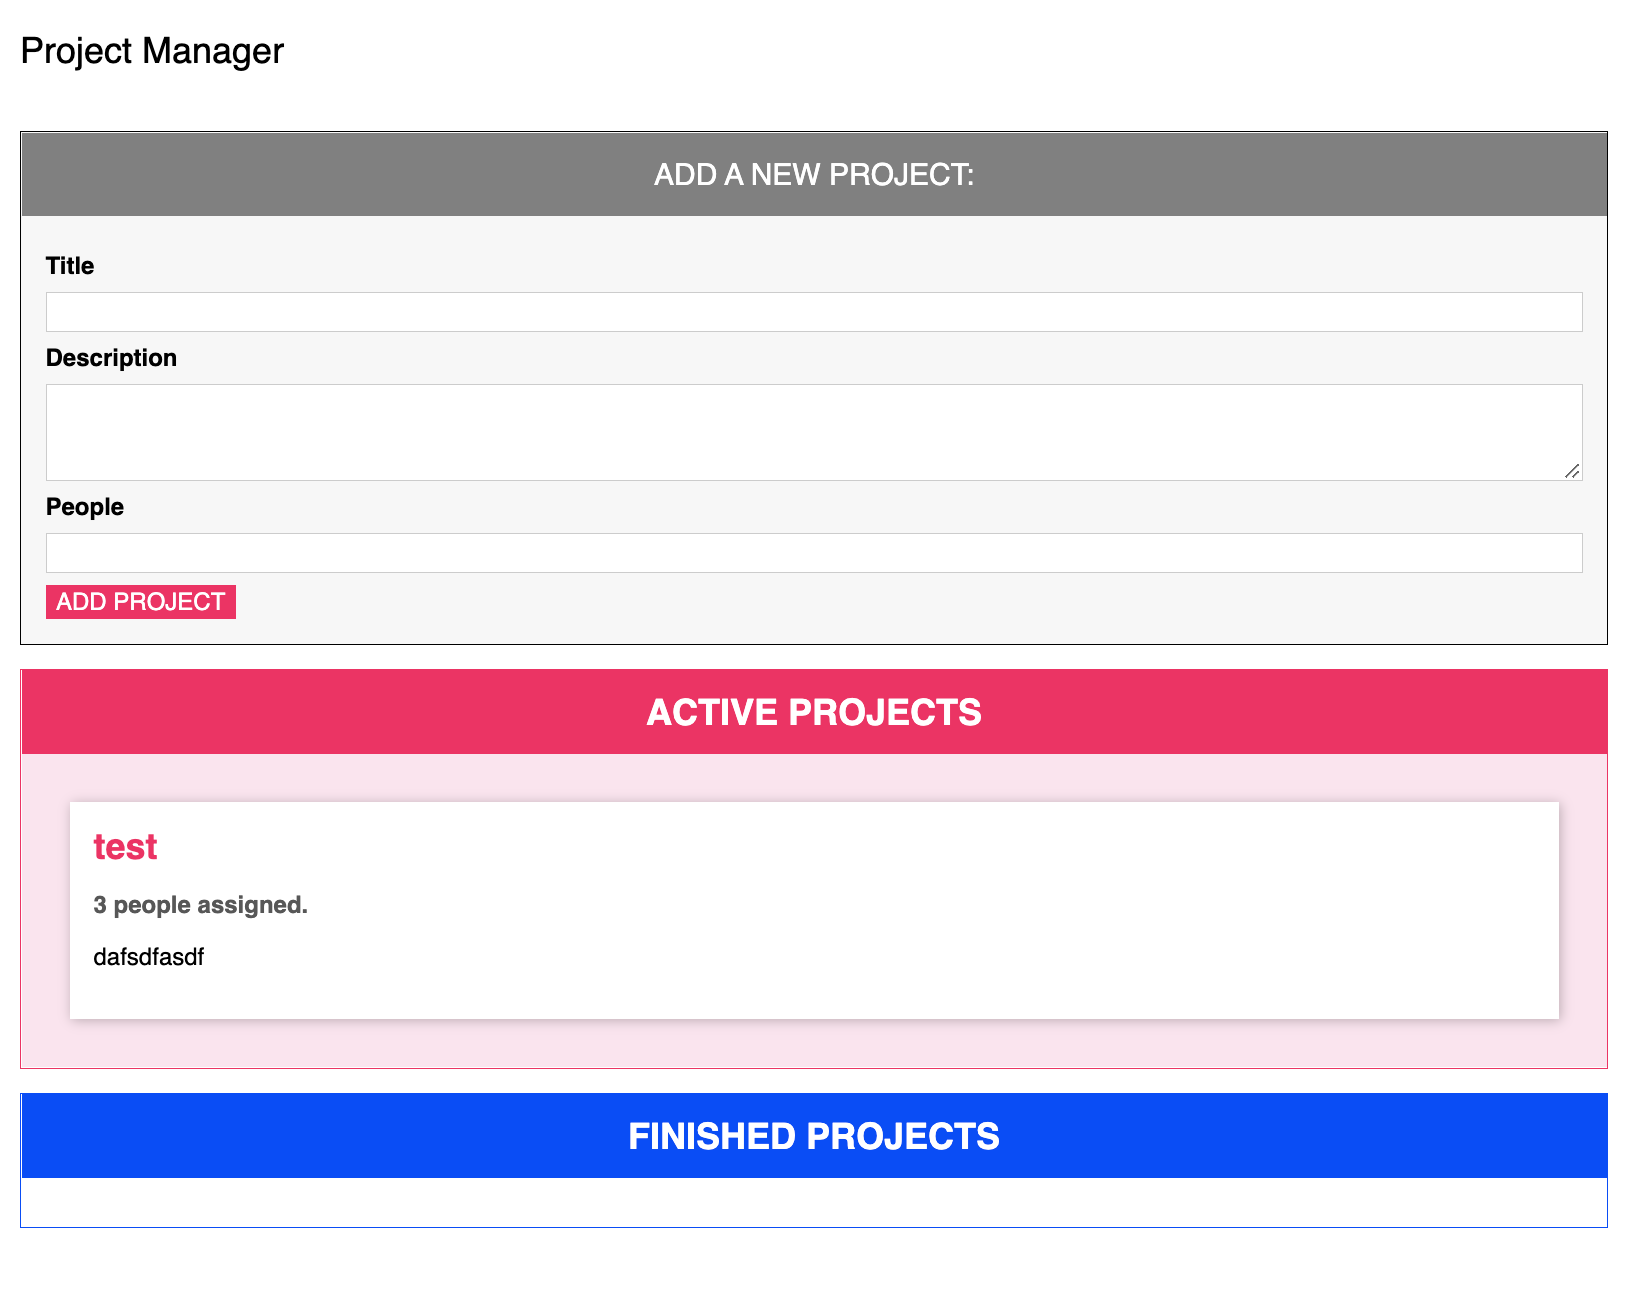 Project Manager
ADD A NEW PROJECT:
Title
Description
People
ADD PROJECT
ACTIVE PROJECTS
test
3 people assigned.
dafsdfasdf
FINISHED PROJECTS